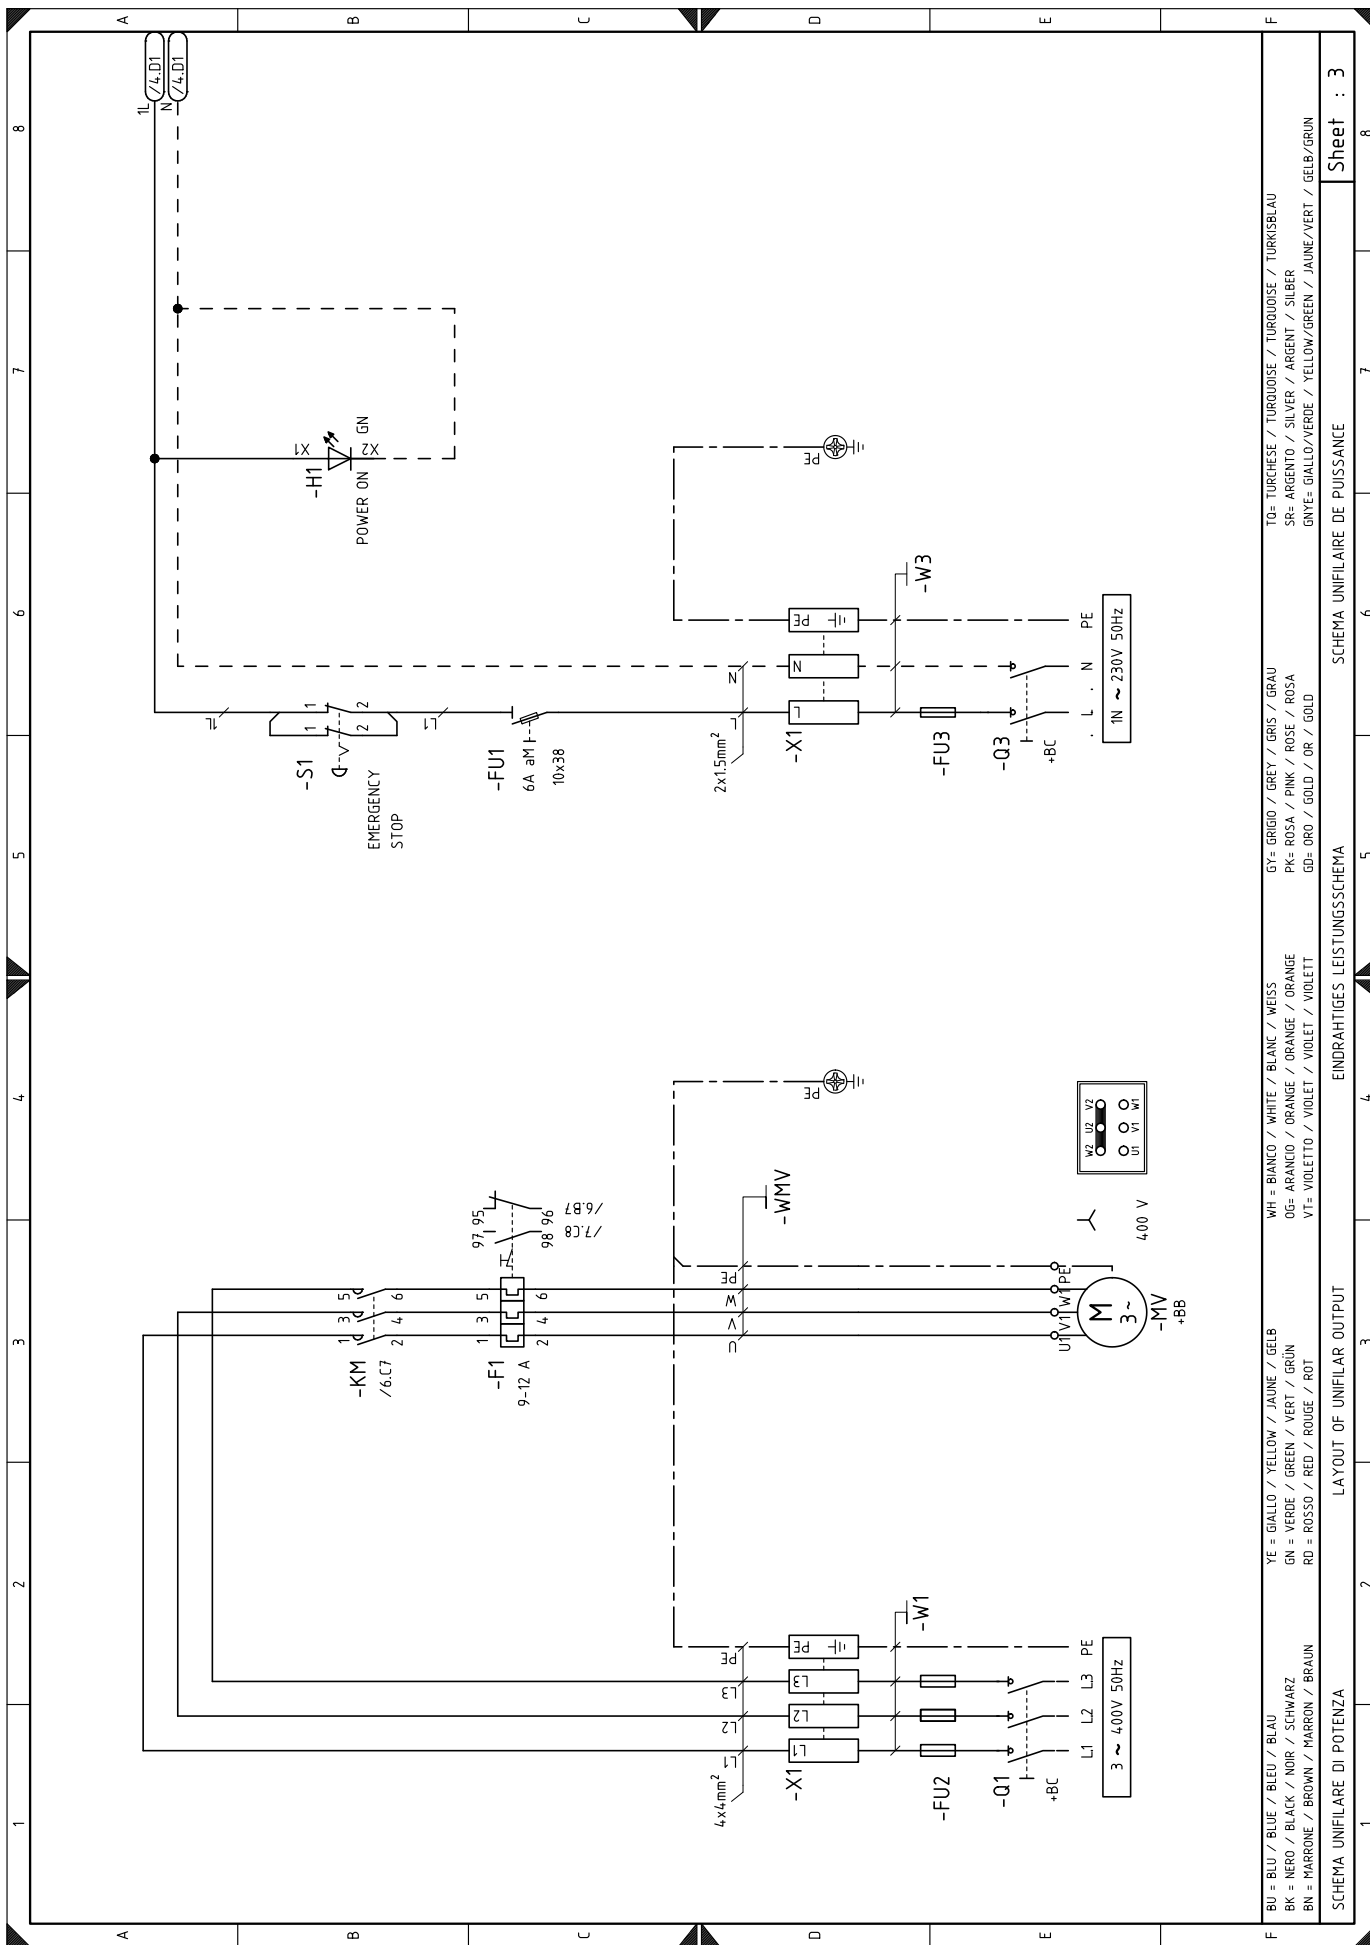 1 2 3 4 5 6 7 8
A A
1L /4.D1
N /4.D1
B B
-KM
/6.C7
1 3 5
2 4 6
-S1
EMERGENCY
STOP
1L
1 1
2 2
L1
-H1
X1
X2
POWER ON
GN
C C
-F1
9-12 A
1 3 5
2 4 6
97 95
98 96
/7.C8
/6.B7
-FU1
6A aM
10x38
4x4mm²
L1 L2 L3 PE
U V W PE
-WMV
2x1.5mm²
L N
D D
-X1
L1 L2 L3 PE
PE
-X1
L N PE
PE
-W1
-W3
-FU2
-FU3
E E
-Q1
+BC
-Q3
+BC
L1 L2 L3 PE
3 ~ 400V 50Hz
U1 V1 W1 PE
M
3~
-MV
+BB
400 V
W2 U2 V2
U1 V1 W1
L N PE
1N ~ 230V 50Hz
F F
BU = BLU / BLUE / BLEU / BLAU
BK = NERO / BLACK / NOIR / SCHWARZ
BN = MARRONE / BROWN / MARRON / BRAUN
YE = GIALLO / YELLOW / JAUNE / GELB
GN = VERDE / GREEN / VERT / GRÜN
RD = ROSSO / RED / ROUGE / ROT
WH = BIANCO / WHITE / BLANC / WEISS
OG= ARANCIO / ORANGE / ORANGE / ORANGE
VT= VIOLETTO / VIOLET / VIOLET / VIOLETT
GY= GRIGIO / GREY / GRIS / GRAU
PK= ROSA / PINK / ROSE / ROSA
GD= ORO / GOLD / OR / GOLD
TQ= TURCHESE / TURQUOISE / TURQUOISE / TURKISBLAU
SR= ARGENTO / SILVER / ARGENT / SILBER
GNYE= GIALLO/VERDE / YELLOW/GREEN / JAUNE/VERT / GELB/GRUN
SCHEMA UNIFILARE DI POTENZA
LAYOUT OF UNIFILAR OUTPUT
EINDRAHTIGES LEISTUNGSSCHEMA
SCHEMA UNIFILAIRE DE PUISSANCE
Sheet : 3
1 2 3 4 5 6 7 8